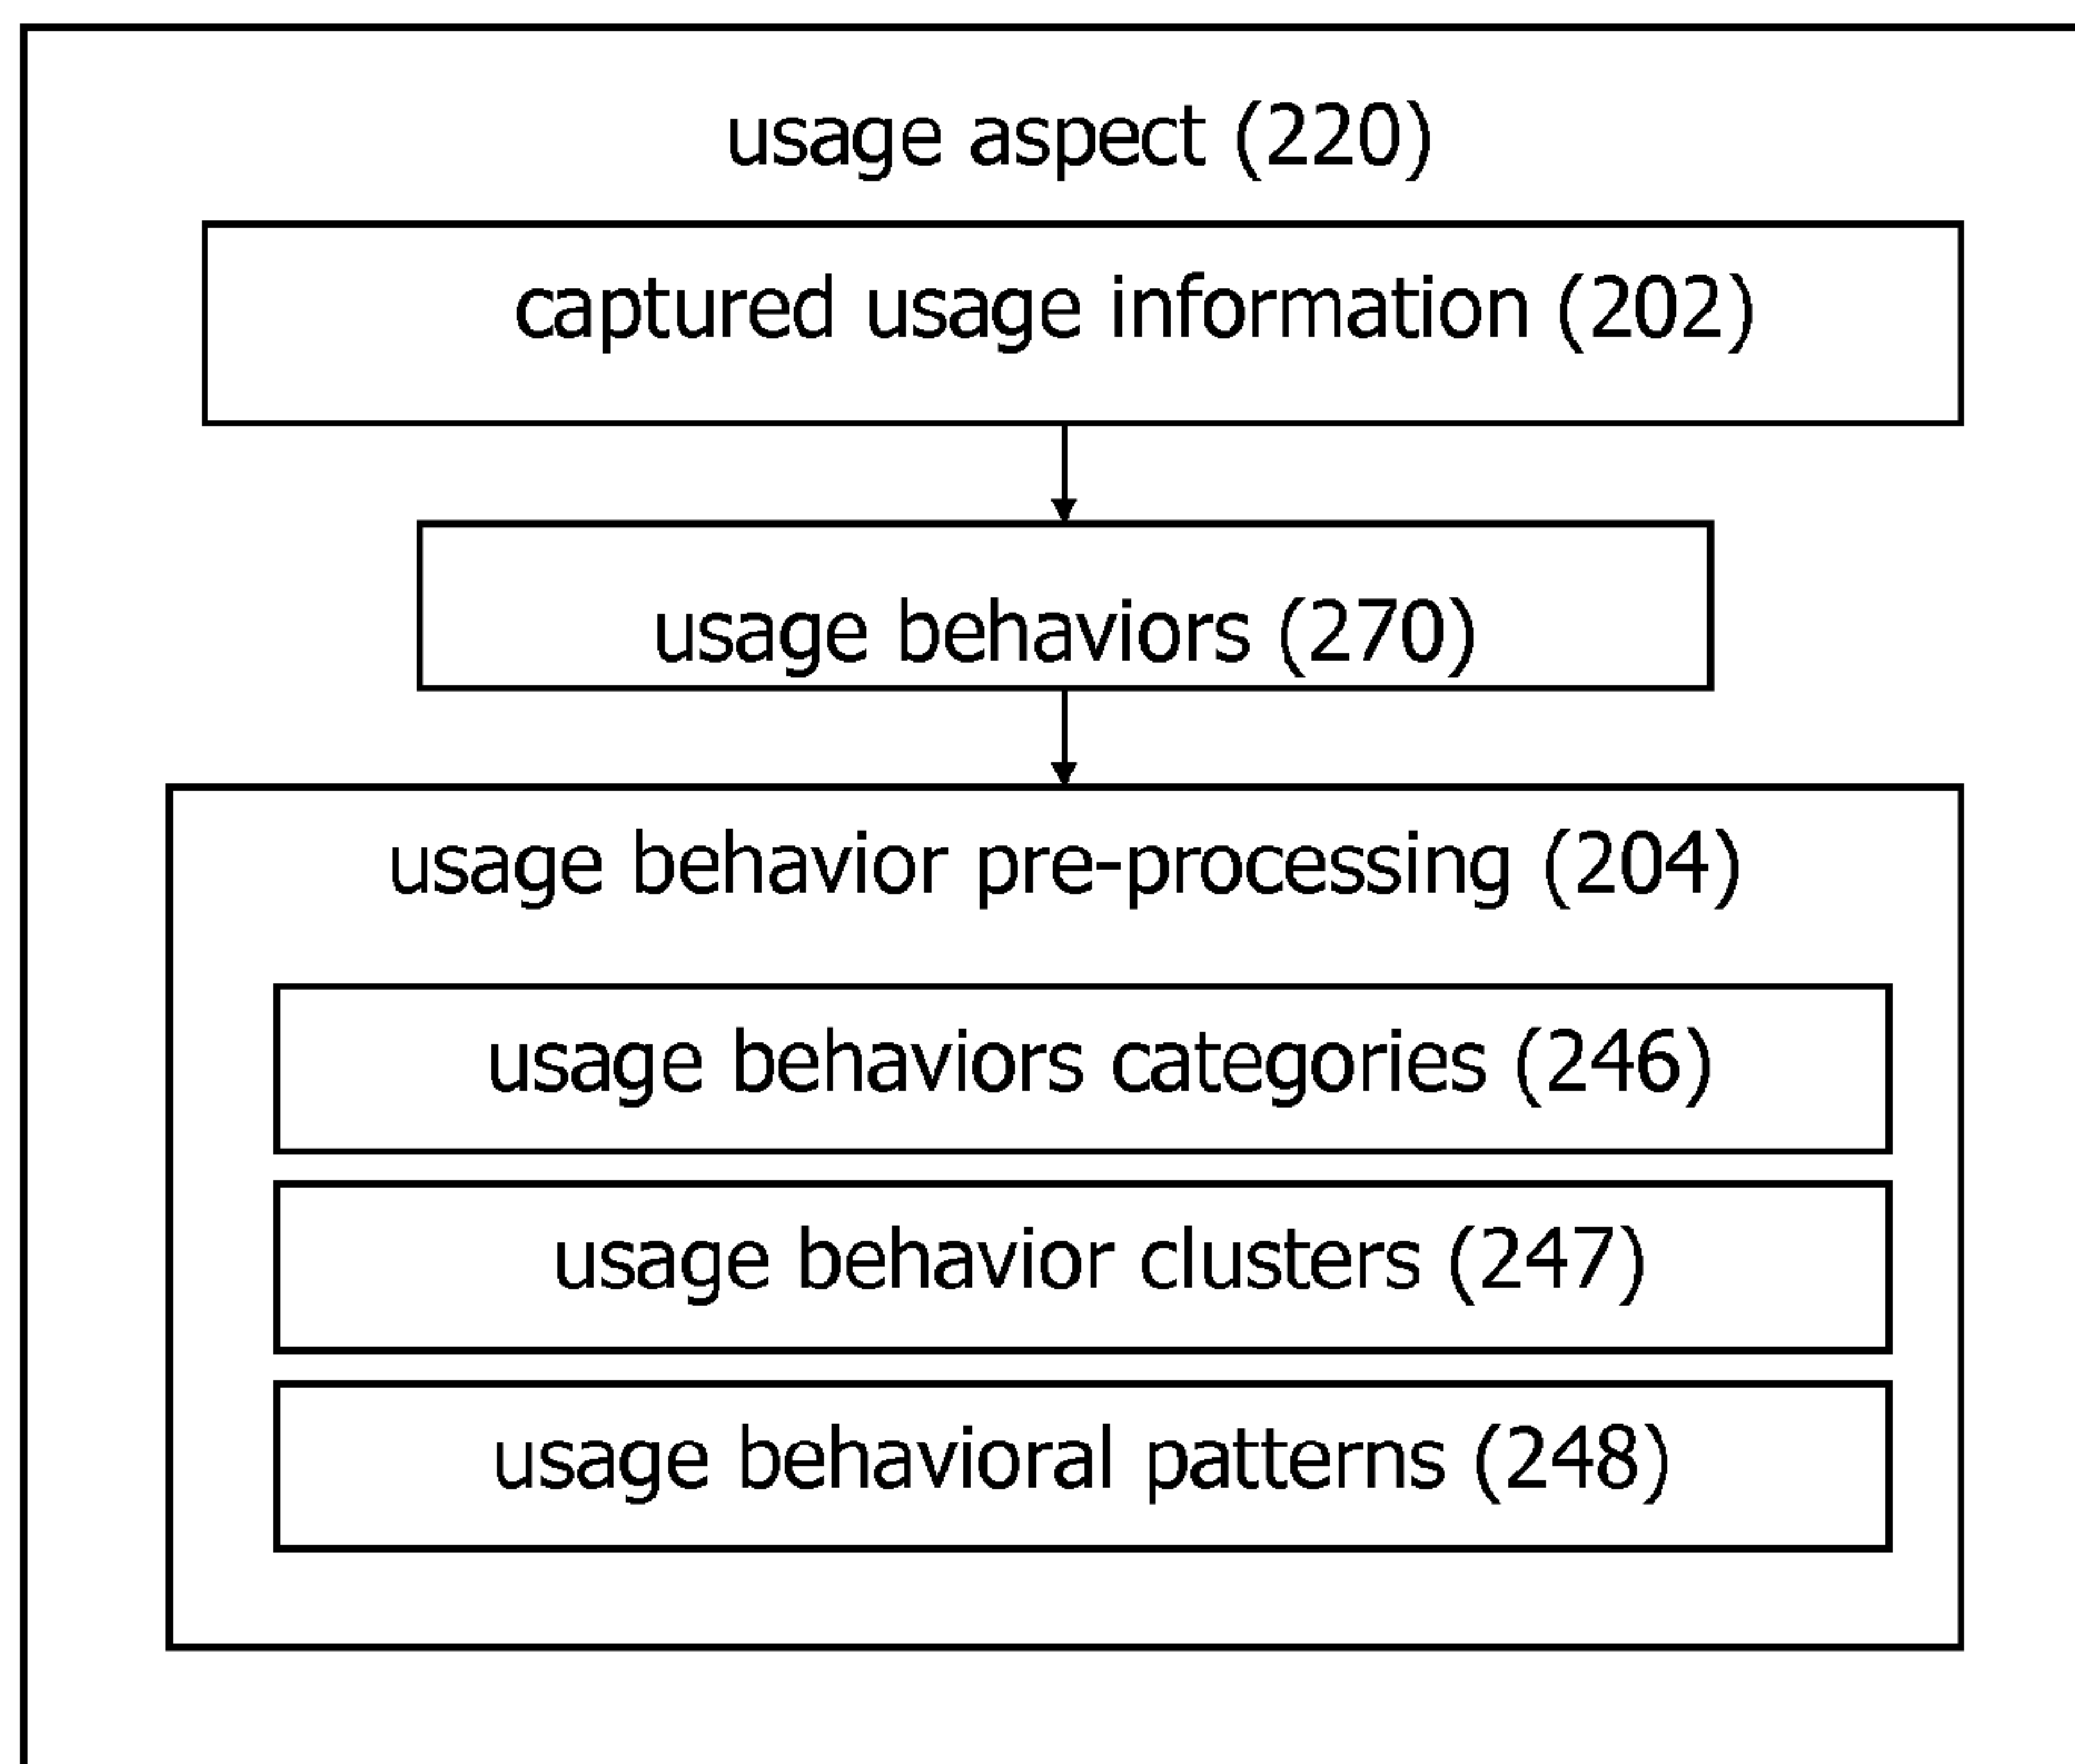 usage aspect (220)
captured usage information (202)
usage behaviors (270)
usage behavior pre-processing (204)
usage behaviors categories (246)
usage behavior clusters (247)
usage behavioral patterns (248)